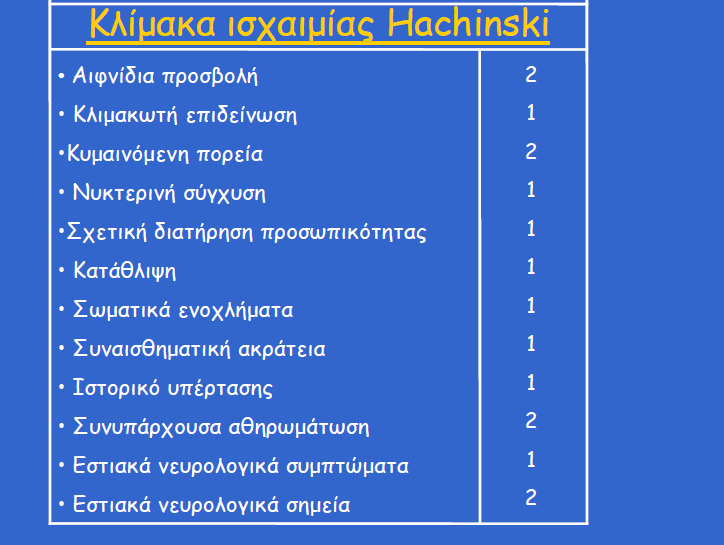 Κλίμακα ισχαιμίας Hachinski
• Αιφνίδια προσβολή 2
• Κλιμακωτή επιδείνωση 1
•Κυμαινόμενη πορεία 2
• Νυκτερινή σύγχυση 1
•Σχετική διατήρηση προσωπικότητας 1
• Κατάθλιψη 1
• Σωματικά ενοχλήματα 1
• Συναισθηματική ακράτεια 1
• Ιστορικό υπέρτασης 1
• Συνυπάρχουσα αθηρωμάτωση 2
• Εστιακά νευρολογικά συμπτώματα 1
• Εστιακά νευρολογικά σημεία 2